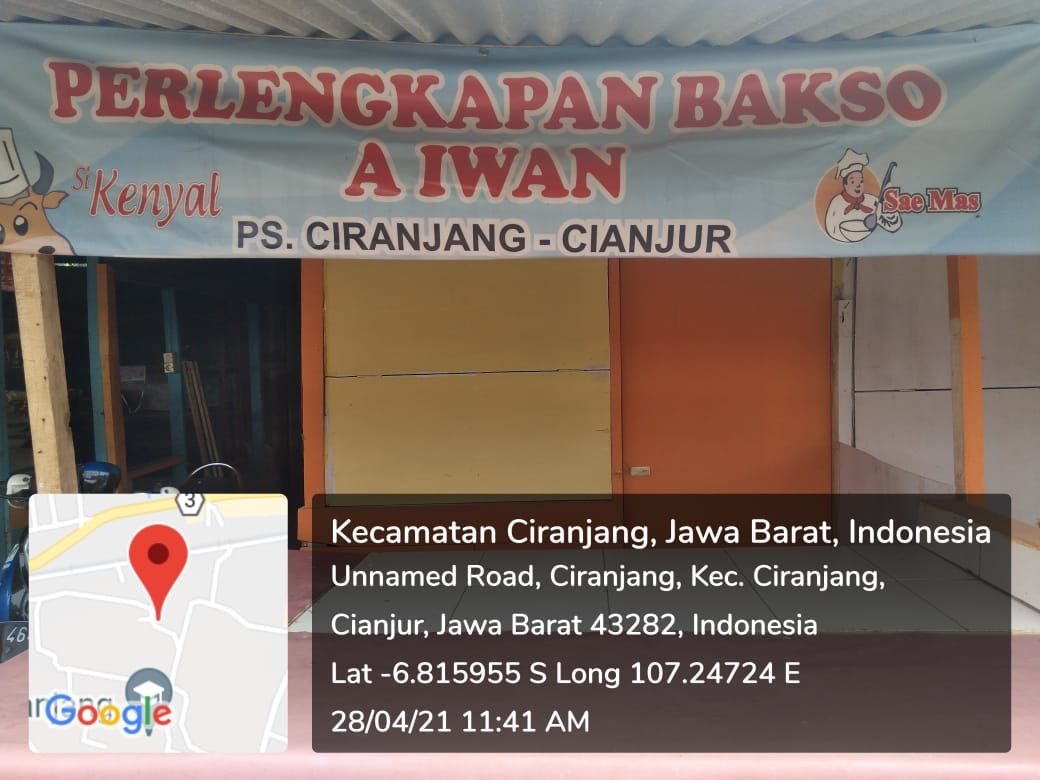 PERLENGKAPAN BAKSO
A IWAN
Si Kenyal
Sae Mas
PS. CIRANJANG - CIANJUR
3
Google
Kecamatan Ciranjang, Jawa Barat, Indonesia
Unnamed Road, Ciranjang, Kec. Ciranjang,
Cianjur, Jawa Barat 43282, Indonesia
Lat -6.815955 S Long 107.24724 E
28/04/21 11:41 AM